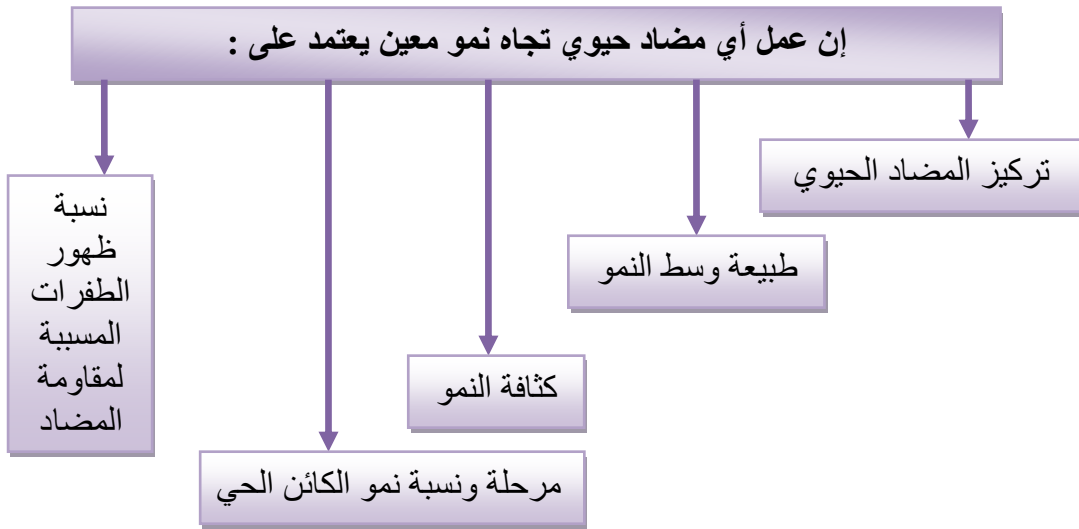 إن عمل أي مضاد حيوي تجاه نمو معين يعتمد على :
تركيز المضاد الحيوي
طبيعة وسط النمو
كثافة النمو
مرحلة ونسبة نمو الكائن الحي
نسبة
ظهور
الطفرات
المسببة
لمقاومة
المضاد